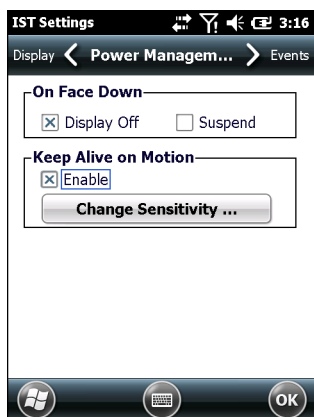 IST Settings 3:16
Display Power Managem... Events
On Face Down
Display Off Suspend
Keep Alive on Motion
Enable
Change Sensitivity ...
OK